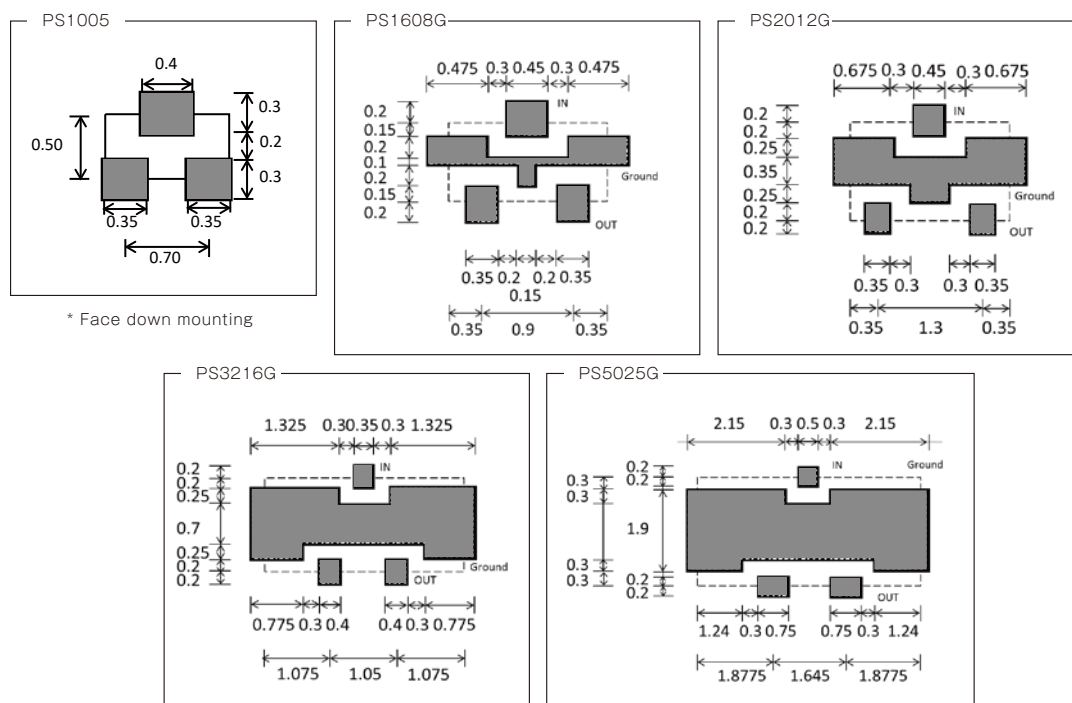 PS1005
0.4
0.3
0.50
0.2
0.3
0.35 0.35
0.70
* Face down mounting
PS1608G
0.475 0.3 0.45 0.3 0.475
IN
0.2
0.15
0.2
0.1
0.2
0.15
0.2
Ground
OUT
0.35 0.2 0.2 0.35
0.15
0.35 0.9 0.35
PS2012G
0.675 0.3 0.45 0.3 0.675
IN
0.2
0.2
0.25
0.35
0.25
0.2
0.2
Ground
OUT
0.35 0.3 0.3 0.35
0.35 1.3 0.35
PS3216G
1.325 0.3 0.35 0.3 1.325
IN
0.2
0.2
0.25
0.7
0.25
0.2
0.2
Ground
OUT
0.775 0.3 0.4 0.4 0.3 0.775
1.075 1.05 1.075
PS5025G
2.15 0.3 0.5 0.3 2.15
IN
Ground
0.2
0.2
0.3
0.3
1.9
0.3
0.3
0.2
0.2
OUT
1.24 0.3 0.75 0.75 0.3 1.24
1.8775 1.645 1.8775